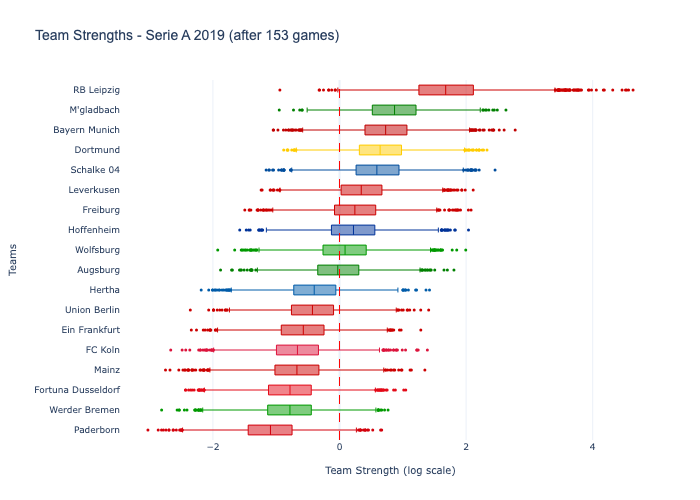 Team Strengths - Serie A 2019 (after 153 games)
RB Leipzig
M'gladbach
Bayern Munich
Dortmund
Schalke 04
Leverkusen
Freiburg
Hoffenheim
Wolfsburg
Augsburg
Hertha
Union Berlin
Ein Frankfurt
FC Koln
Mainz
Fortuna Dusseldorf
Werder Bremen
Paderborn
Teams
−2 0 2 4
Team Strength (log scale)